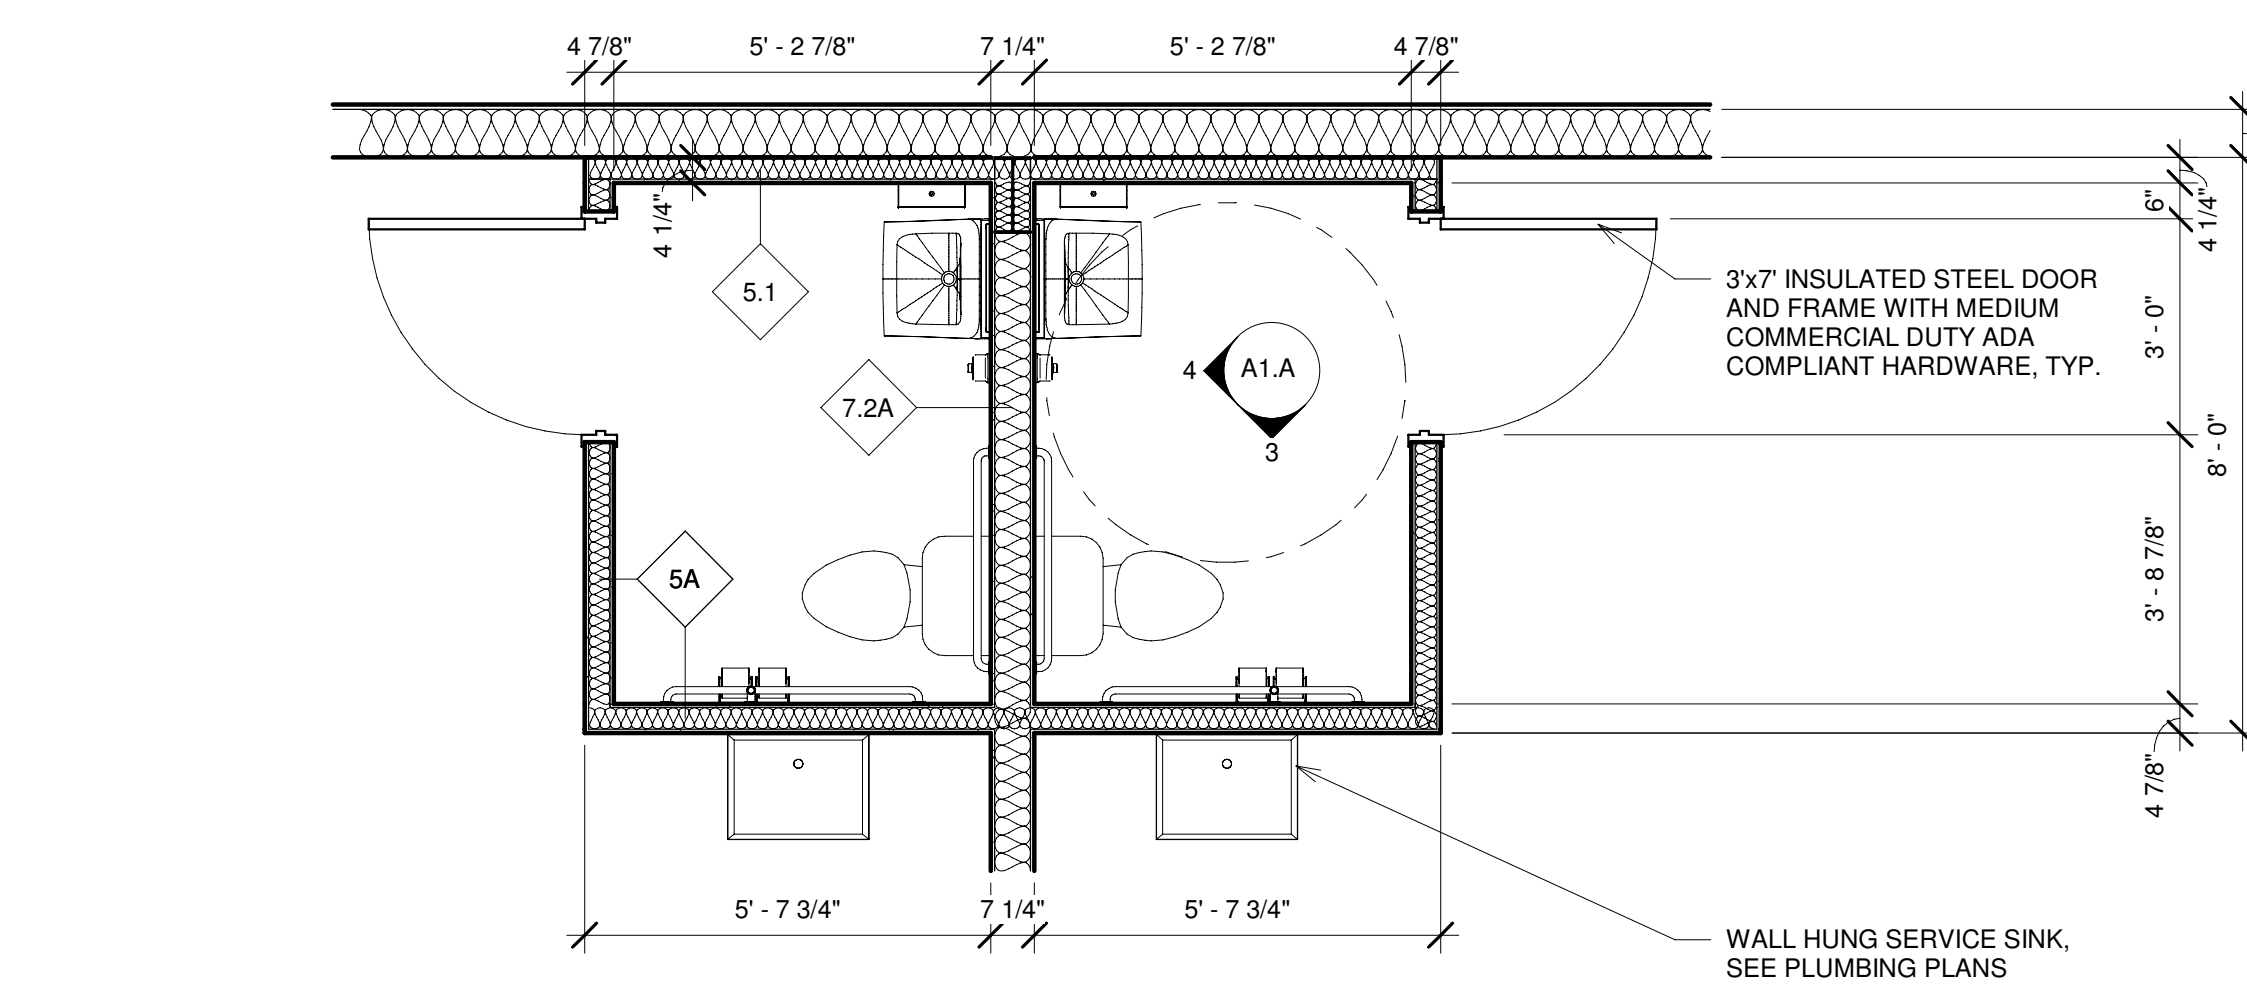 4 7/8"
5' - 2 7/8"
7 1/4"
5' - 2 7/8"
4 7/8"
4 1/4"
6"
4 1/4"
5.1
3'x7' INSULATED STEEL DOOR
AND FRAME WITH MEDIUM
COMMERCIAL DUTY ADA
COMPLIANT HARDWARE, TYP.
3' - 0"
4
A1.A
3
7.2A
8' - 0"
5A
3' - 8 7/8"
4 7/8"
5' - 7 3/4"
7 1/4"
5' - 7 3/4"
WALL HUNG SERVICE SINK,
SEE PLUMBING PLANS